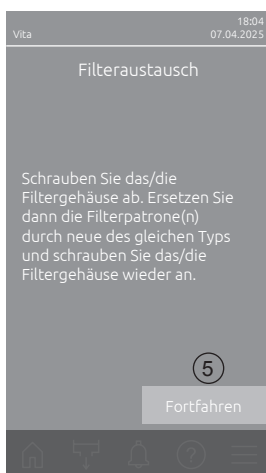 18:04
Vita 07.04.2025
Filteraustausch
Schrauben Sie das/die
Filtergehäuse ab. Ersetzen Sie
dann die Filterpatrone(n)
durch neue des gleichen Typs
und schrauben Sie das/die
Filtergehäuse wieder an.
5
Fortfahren
?